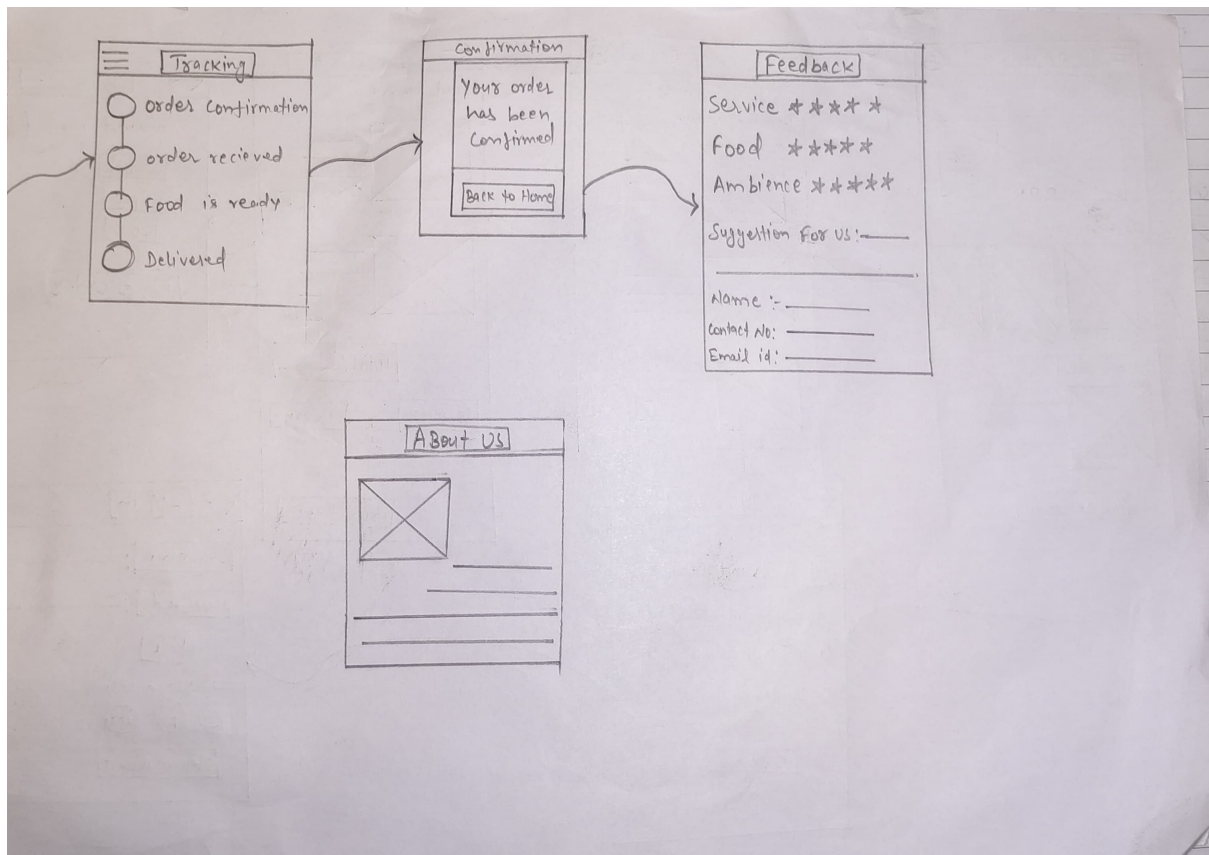 Tracking
order confirmation
order recieved
Food is ready
Delivered
Confirmation
Your order
has been
Confirmed
Back to Home
Feedback
Service
Food
Ambience
Suggestion For us:-
Name :-
Contact No:
Email id:
About Us